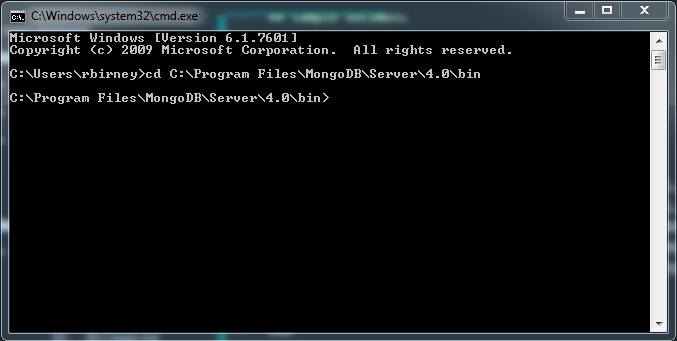 C:\Windows\system32\cmd.exe
Microsoft Windows [Version 6.1.7601]
Copyright (c) 2009 Microsoft Corporation.  All rights reserved.
C:\Users\rbirney>cd C:\Program Files\MongoDB\Server\4.0\bin
C:\Program Files\MongoDB\Server\4.0\bin>